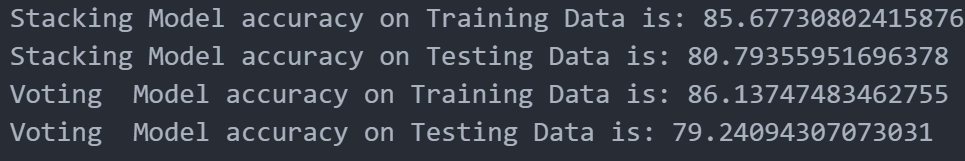 Stacking Model accuracy on Training Data is: 85.67730802415876
Stacking Model accuracy on Testing Data is: 80.79355951696378
Voting  Model accuracy on Training Data is: 86.13747483462755
Voting  Model accuracy on Testing Data is: 79.24094307073031